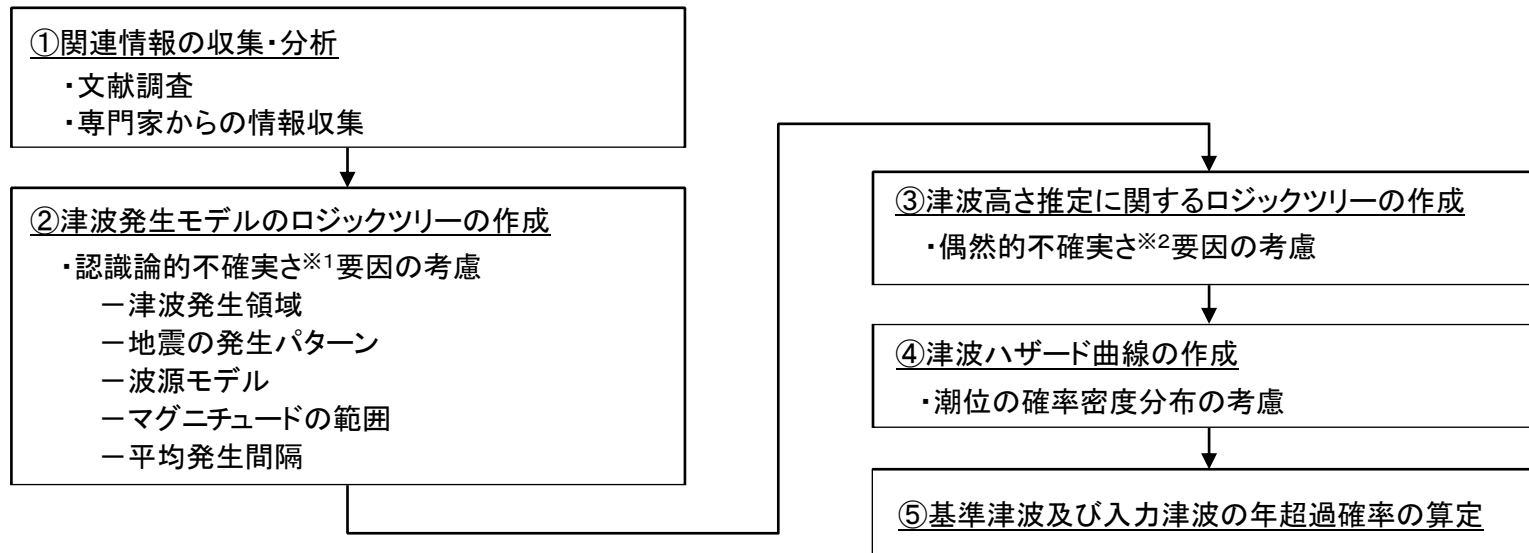 ①関連情報の収集・分析
・文献調査
・専門家からの情報収集
②津波発生モデルのロジックツリーの作成
・認識論的不確実さ※1要因の考慮
－津波発生領域
－地震の発生パターン
－波源モデル
－マグニチュードの範囲
－平均発生間隔
③津波高さ推定に関するロジックツリーの作成
・偶然的不確実さ※2要因の考慮
④津波ハザード曲線の作成
・潮位の確率密度分布の考慮
⑤基準津波及び入力津波の年超過確率の算定